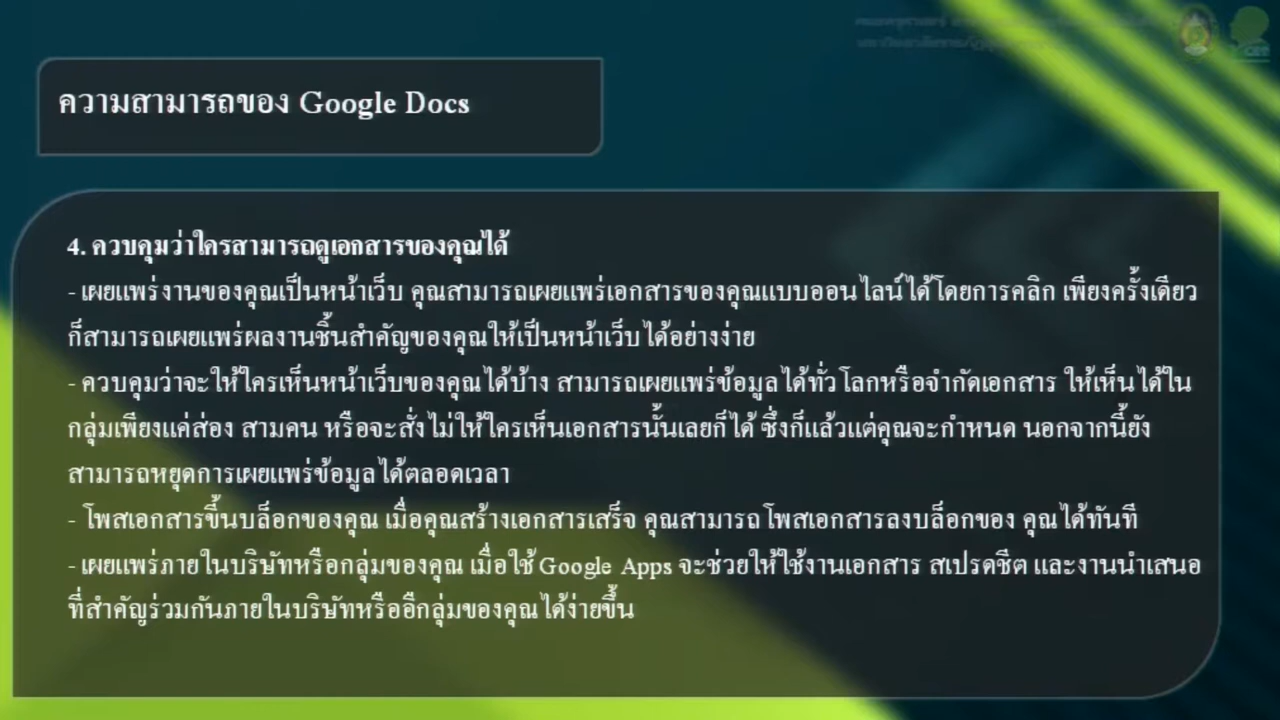 ความสามารถของ Google Docs
4. ควบคุมว่าใครสามารถดูเอกสารของคุณได้
- เผยแพร่งานของคุณเป็นหน้าเว็บ คุณสามารถเผยแพร่เอกสารของคุณแบบออนไลน์ได้โดยการคลิก เพียงครั้งเดียว
ก็สามารถเผยแพร่ผลงานชิ้นสำคัญของคุณให้เป็นหน้าเว็บได้อย่างง่าย
- ควบคุมว่าจะให้ใครเห็นหน้าเว็บของคุณได้บ้าง สามารถเผยแพร่ข้อมูลได้ทั่วโลกหรือจำกัดเอกสาร ให้เห็นได้ใน
กลุ่มเพียงแค่ส่อง สามคน หรือจะสั่งไม่ให้ใครเห็นเอกสารนั้นเลยก็ได้ ซึ่งก็แล้วแต่คุณจะกำหนด นอกจากนี้ยัง
สามารถหยุดการเผยแพร่ข้อมูลได้ตลอดเวลา
- โพสเอกสารขึ้นบล็อกของคุณ เมื่อคุณสร้างเอกสารเสร็จ คุณสามารถโพสเอกสารลงบล็อกของ คุณได้ทันที
- เผยแพร่ภายในบริษัทหรือกลุ่มของคุณ เมื่อใช้ Google Apps จะช่วยให้ใช้งานเอกสาร สเปรดชีต และงานนำเสนอ
ที่สำคัญร่วมกันภายในบริษัทหรืออีกลุ่มของคุณได้ง่ายขึ้น